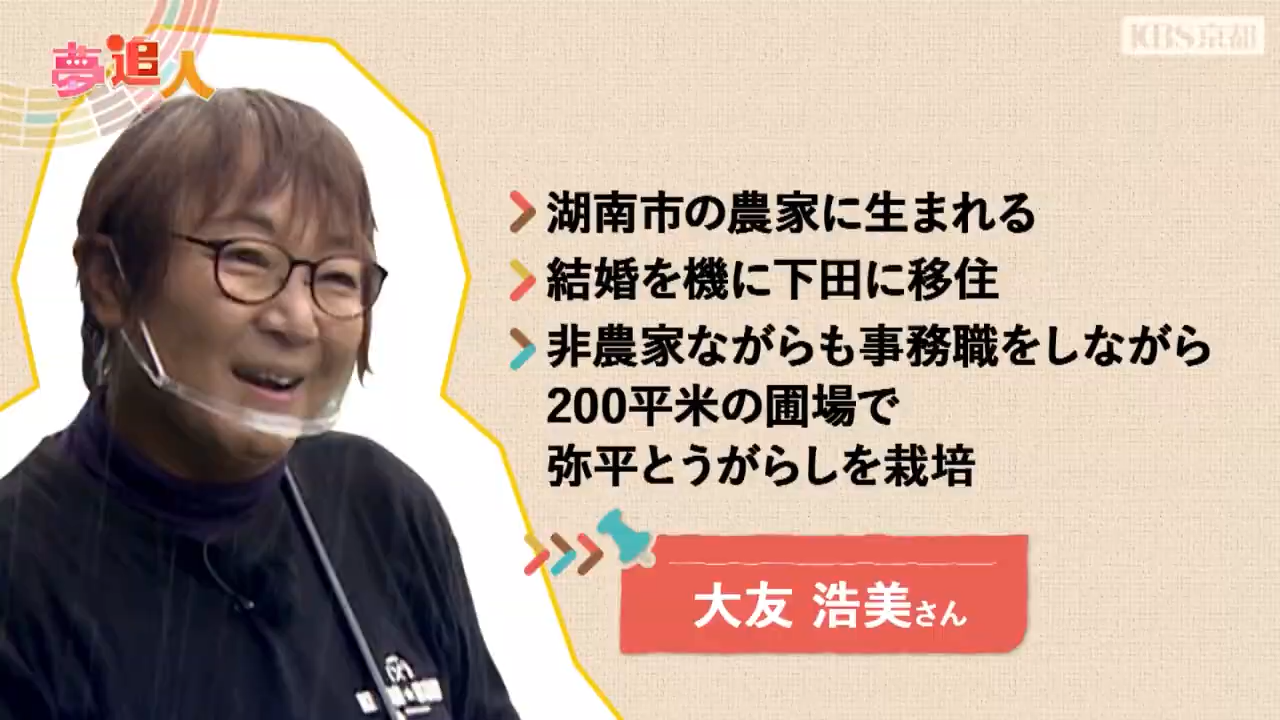 夢追人
KBS京都
湖南市の農家に生まれる
結婚を機に下田に移住
非農家ながらも事務職をしながら
200平米の圃場で
弥平とうがらしを栽培
大友 浩美さん